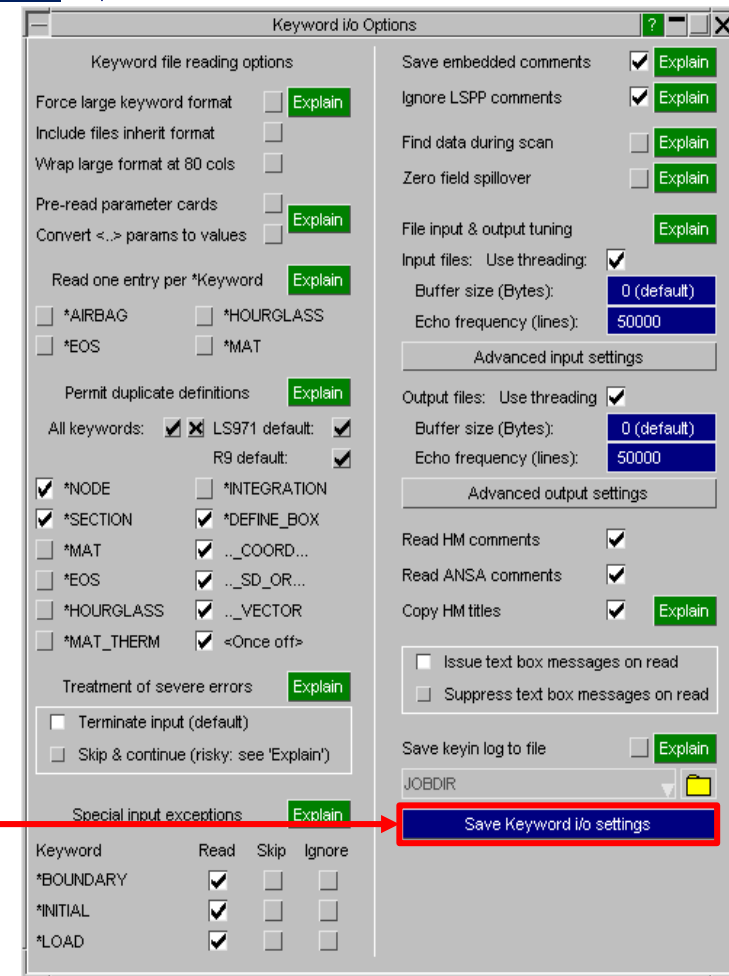 Keyword i/o Options
?
Keyword file reading options
Force large keyword format Explain
Include files inherit format
Wrap large format at 80 cols
Pre-read parameter cards
Explain
Convert <..> params to values
Read one entry per *Keyword Explain
*AIRBAG *HOURGLASS
*EOS *MAT
Permit duplicate definitions Explain
All keywords: LS971 default:
R9 default:
*NODE *INTEGRATION
*SECTION *DEFINE_BOX
*MAT .._COORD...
*EOS .._SD_OR...
*HOURGLASS .._VECTOR
*MAT_THERM <Once off>
Treatment of severe errors Explain
Terminate input (default)
Skip & continue (risky: see 'Explain')
Special input exceptions Explain
Keyword Read Skip Ignore
*BOUNDARY
*INITIAL
*LOAD
Save embedded comments Explain
Ignore LSPP comments Explain
Find data during scan Explain
Zero field spillover Explain
File input & output tuning Explain
Input files: Use threading:
Buffer size (Bytes): 0 (default)
Echo frequency (lines): 50000
Advanced input settings
Output files: Use threading
Buffer size (Bytes): 0 (default)
Echo frequency (lines): 50000
Advanced output settings
Read HM comments
Read ANSA comments
Copy HM titles Explain
Issue text box messages on read
Suppress text box messages on read
Save keyin log to file Explain
JOBDIR
Save Keyword i/o settings